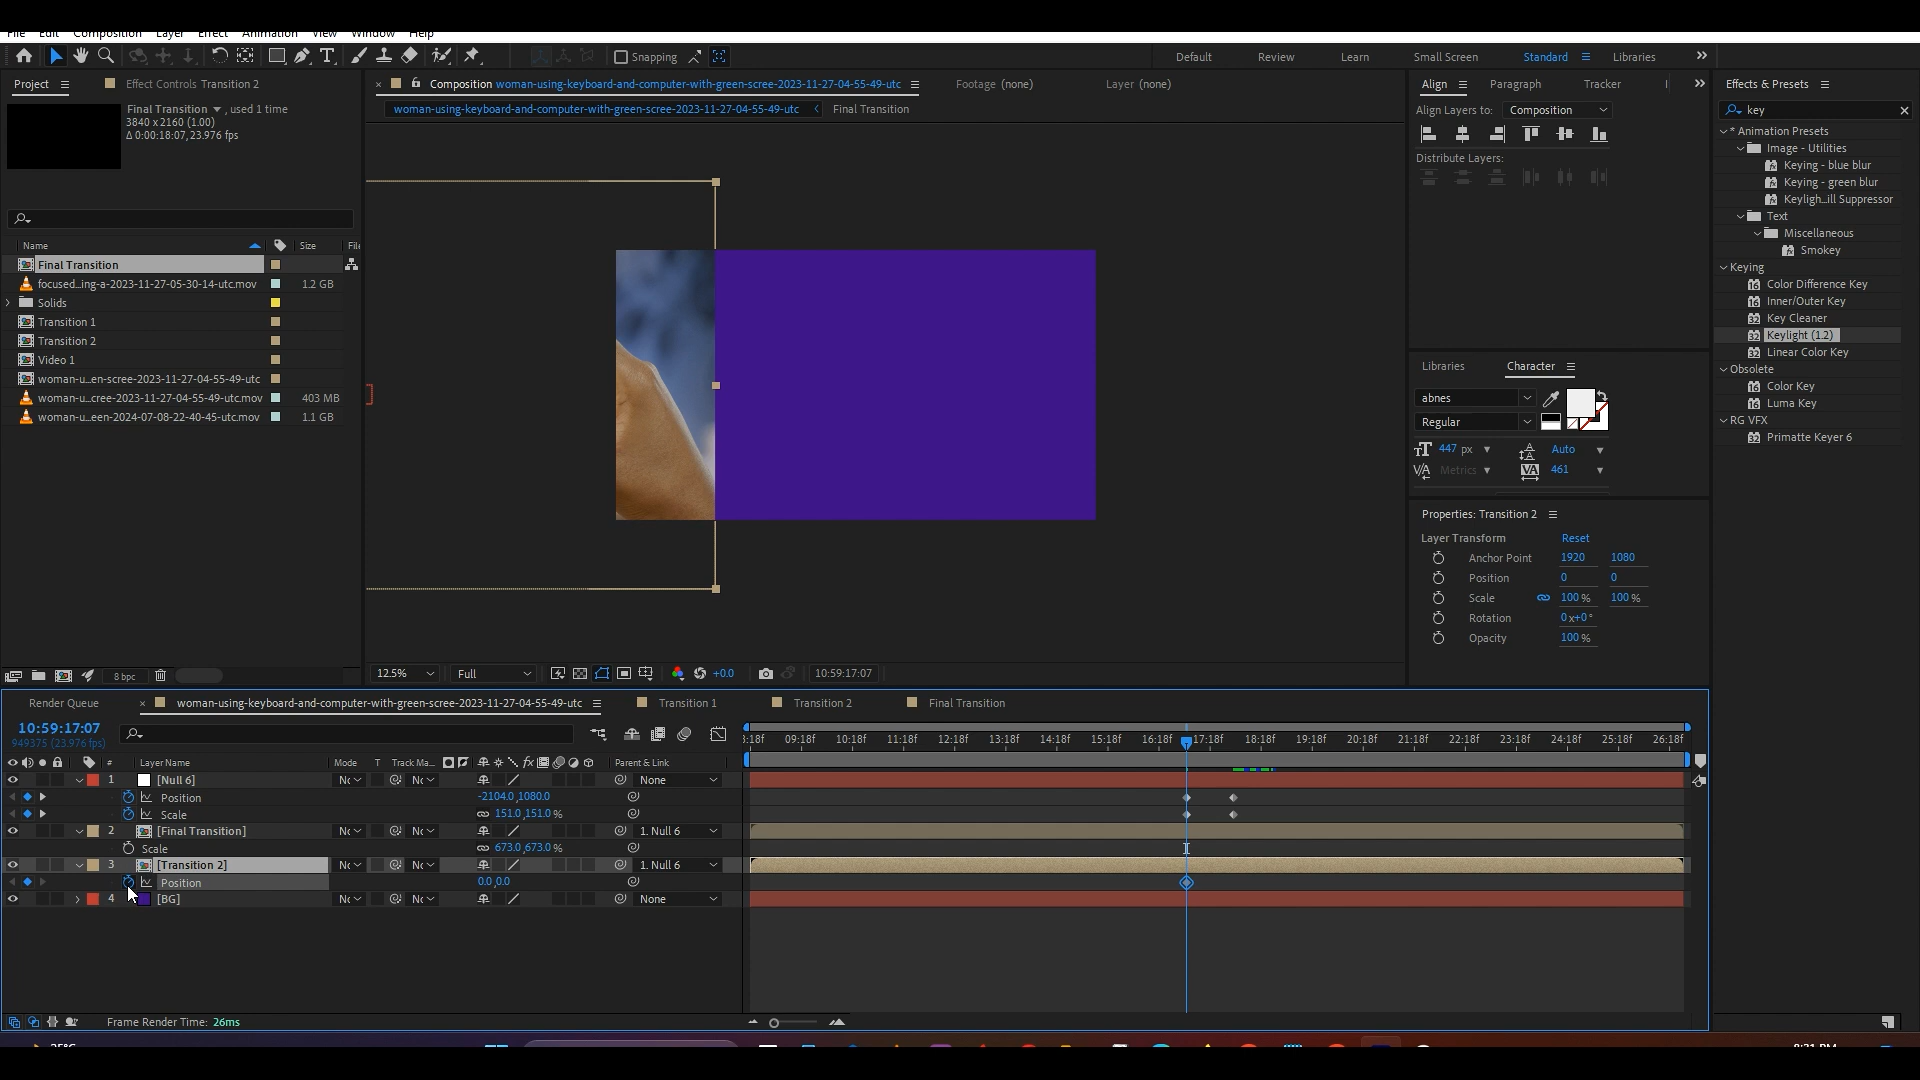 File Edit Composition Layer Effect Animation View Window Help
Snapping
Default Review Learn Small Screen Standard Libraries
Project Effect Controls Transition 2
Final Transition , used 1 time
3840 x 2160 (1.00)
Δ 0:00:18:07, 23.976 fps
Name Size File
Final Transition
focused...ing-a-2023-11-27-05-30-14-utc.mov 1.2 GB
Solids
Transition 1
Transition 2
Video 1
woman-u...en-scree-2023-11-27-04-55-49-utc
woman-u...cree-2023-11-27-04-55-49-utc.mov 403 MB
woman-u...een-2024-07-08-22-40-45-utc.mov 1.1 GB
8 bpc
Composition woman-using-keyboard-and-computer-with-green-scree-2023-11-27-04-55-49-utc Footage (none) Layer (none)
woman-using-keyboard-and-computer-with-green-scree-2023-11-27-04-55-49-utc Final Transition
12.5% Full +0.0 10:59:17:07
Align Paragraph Tracker
Align Layers to: Composition
Distribute Layers:
Libraries Character
abnes
Regular
447 px Auto
Metrics 461
Properties: Transition 2
Layer Transform Reset
Anchor Point 1920 1080
Position 0 0
Scale 100 % 100 %
Rotation 0x+0°
Opacity 100 %
Effects & Presets
key
* Animation Presets
Image - Utilities
Keying - blue blur
Keying - green blur
Keyligh...ill Suppressor
Text
Miscellaneous
Smokey
Keying
Color Difference Key
Inner/Outer Key
Key Cleaner
Keylight (1.2)
Linear Color Key
Obsolete
Color Key
Luma Key
RG VFX
Primatte Keyer 6
Render Queue woman-using-keyboard-and-computer-with-green-scree-2023-11-27-04-55-49-utc Transition 1 Transition 2 Final Transition
10:59:17:07
949375 (23.976 fps)
3:18f 09:18f 10:18f 11:18f 12:18f 13:18f 14:18f 15:18f 16:18f 17:18f 18:18f 19:18f 20:18f 21:18f 22:18f 23:18f 24:18f 25:18f 26:18f
# Layer Name Mode T Track Ma... fx Parent & Link
1 [Null 6] Nc Nc None
Position -2104.0,1080.0
Scale 151.0,151.0 %
2 [Final Transition] Nc Nc 1. Null 6
Scale 673.0,673.0 %
3 [Transition 2] Nc Nc 1. Null 6
Position 0.0,0.0
4 [BG] Nc Nc None
Frame Render Time: 26ms